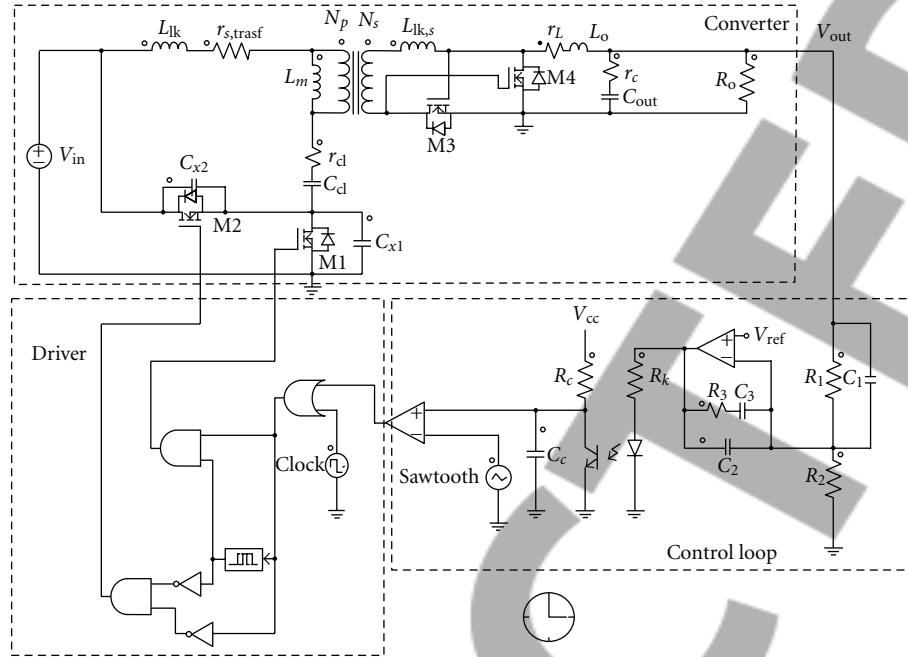 Converter
L_lk
r_s,trasf
N_p N_s
L_lk,s
r_L
L_o
V_out
L_m
M4
r_c
C_out
R_o
M3
V_in
r_cl
C_cl
C_x2
M2
M1
C_x1
Driver
Clock
V_cc
R_c
R_k
V_ref
R_3 C_3
C_2
R_1 C_1
R_2
C_c
Sawtooth
Control loop